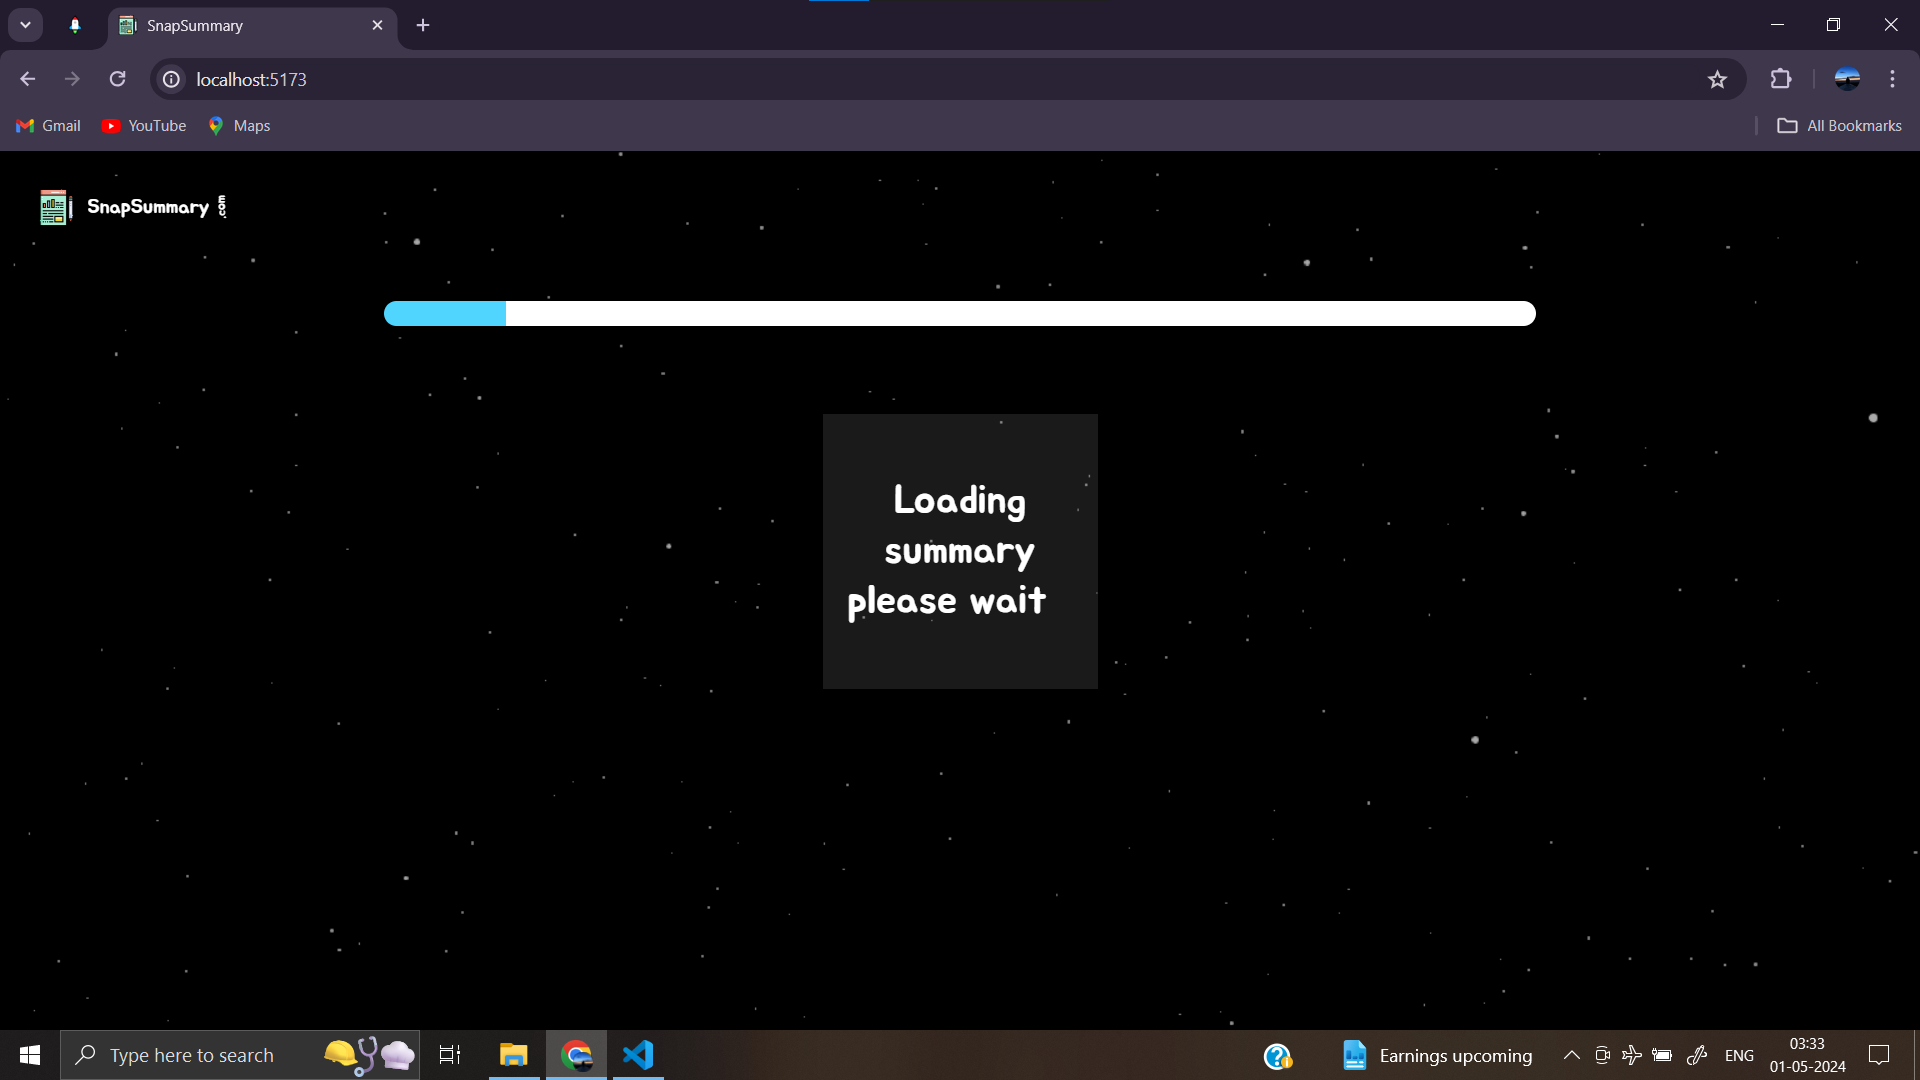 SnapSummary
localhost:5173
Gmail
YouTube
Maps
All Bookmarks
SnapSummary .com
Loading
summary
please wait
Type here to search
Earnings upcoming
ENG
03:33
01-05-2024